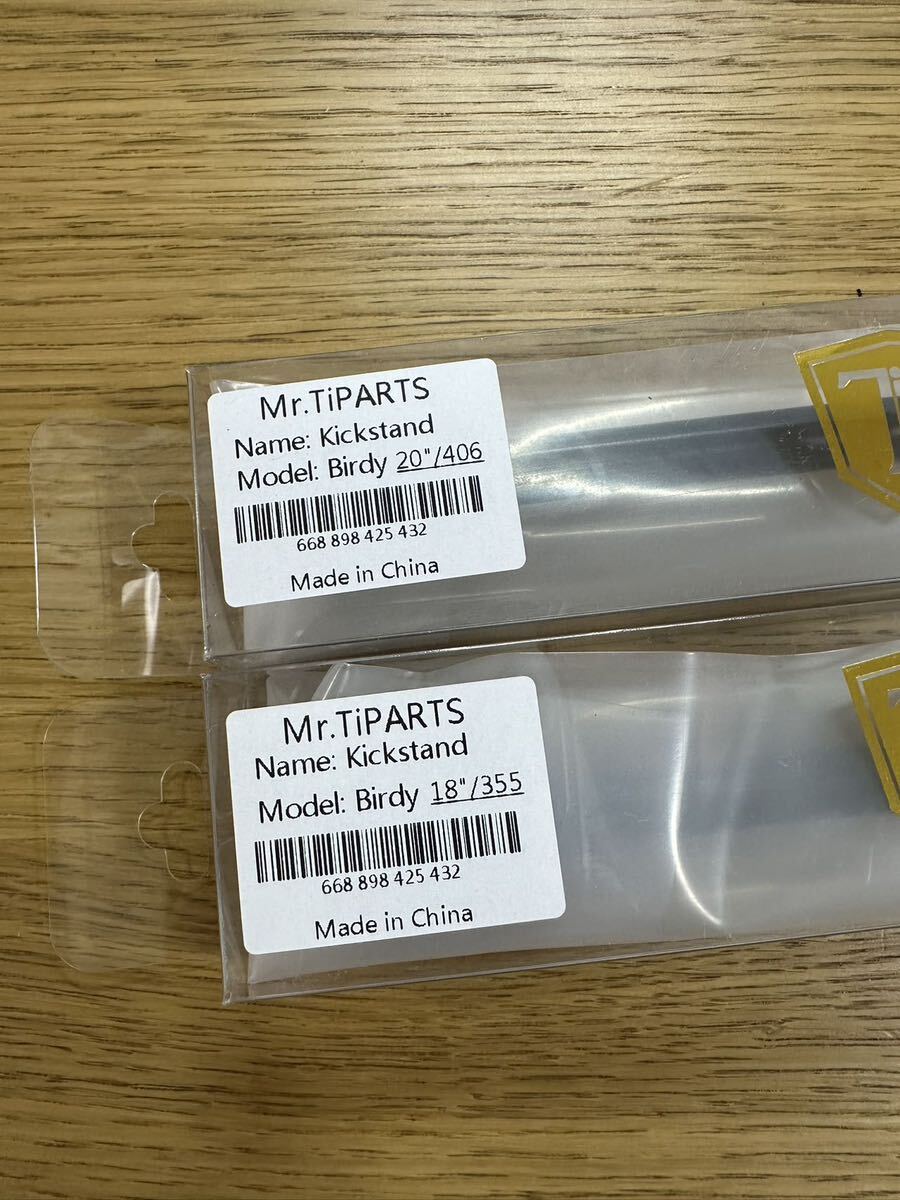 Mr.TiPARTS
Name: Kickstand
Model: Birdy 20"/406
668 898 425 432
Made in China
Ti
Mr.TiPARTS
Name: Kickstand
Model: Birdy 18"/355
668 898 425 432
Made in China